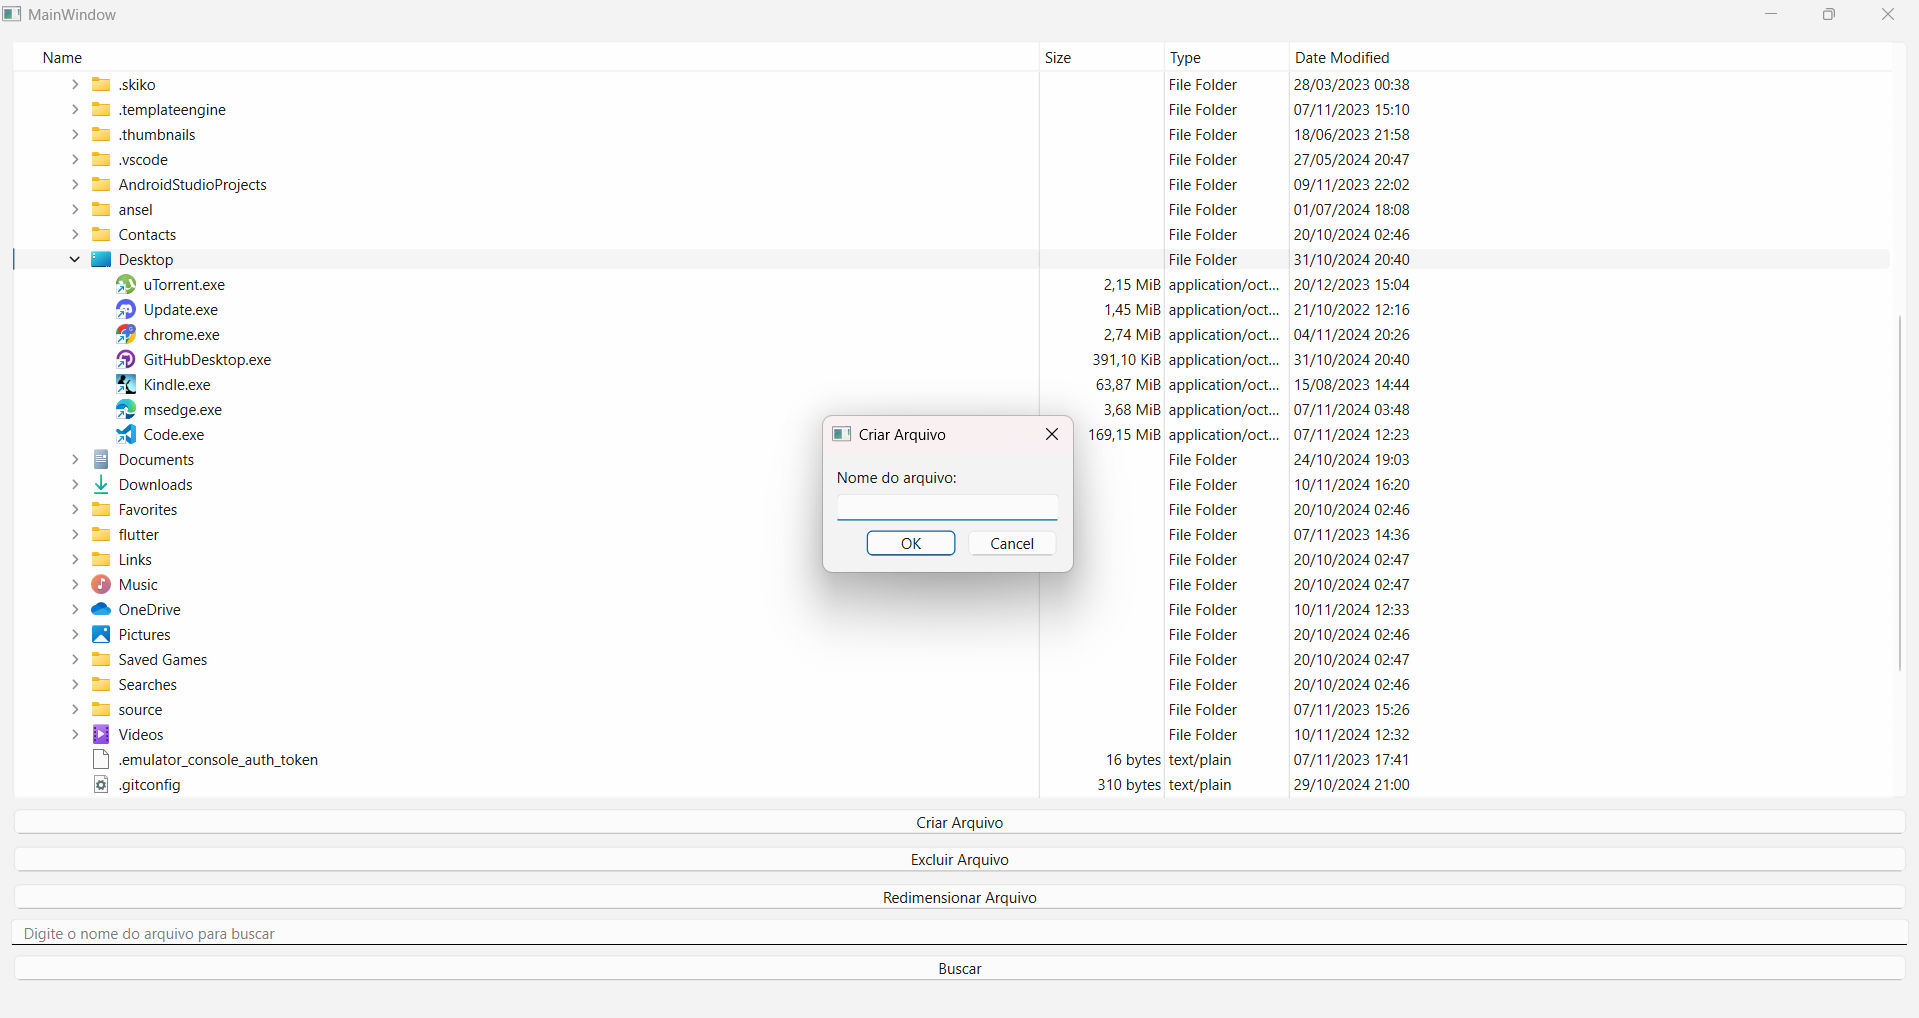 MainWindow
Name Size Type Date Modified
.skiko File Folder 28/03/2023 00:38
.templateengine File Folder 07/11/2023 15:10
.thumbnails File Folder 18/06/2023 21:58
.vscode File Folder 27/05/2024 20:47
AndroidStudioProjects File Folder 09/11/2023 22:02
ansel File Folder 01/07/2024 18:08
Contacts File Folder 20/10/2024 02:46
Desktop File Folder 31/10/2024 20:40
uTorrent.exe 2,15 MiB application/oct... 20/12/2023 15:04
Update.exe 1,45 MiB application/oct... 21/10/2022 12:16
chrome.exe 2,74 MiB application/oct... 04/11/2024 20:26
GitHubDesktop.exe 391,10 KiB application/oct... 31/10/2024 20:40
Kindle.exe 63,87 MiB application/oct... 15/08/2023 14:44
msedge.exe 3,68 MiB application/oct... 07/11/2024 03:48
Code.exe 169,15 MiB application/oct... 07/11/2024 12:23
Documents File Folder 24/10/2024 19:03
Downloads File Folder 10/11/2024 16:20
Favorites File Folder 20/10/2024 02:46
flutter File Folder 07/11/2023 14:36
Links File Folder 20/10/2024 02:47
Music File Folder 20/10/2024 02:47
OneDrive File Folder 10/11/2024 12:33
Pictures File Folder 20/10/2024 02:46
Saved Games File Folder 20/10/2024 02:47
Searches File Folder 20/10/2024 02:46
source File Folder 07/11/2023 15:26
Videos File Folder 10/11/2024 12:32
.emulator_console_auth_token 16 bytes text/plain 07/11/2023 17:41
.gitconfig 310 bytes text/plain 29/10/2024 21:00
Criar Arquivo
Nome do arquivo:
OK Cancel
Criar Arquivo
Excluir Arquivo
Redimensionar Arquivo
Digite o nome do arquivo para buscar
Buscar